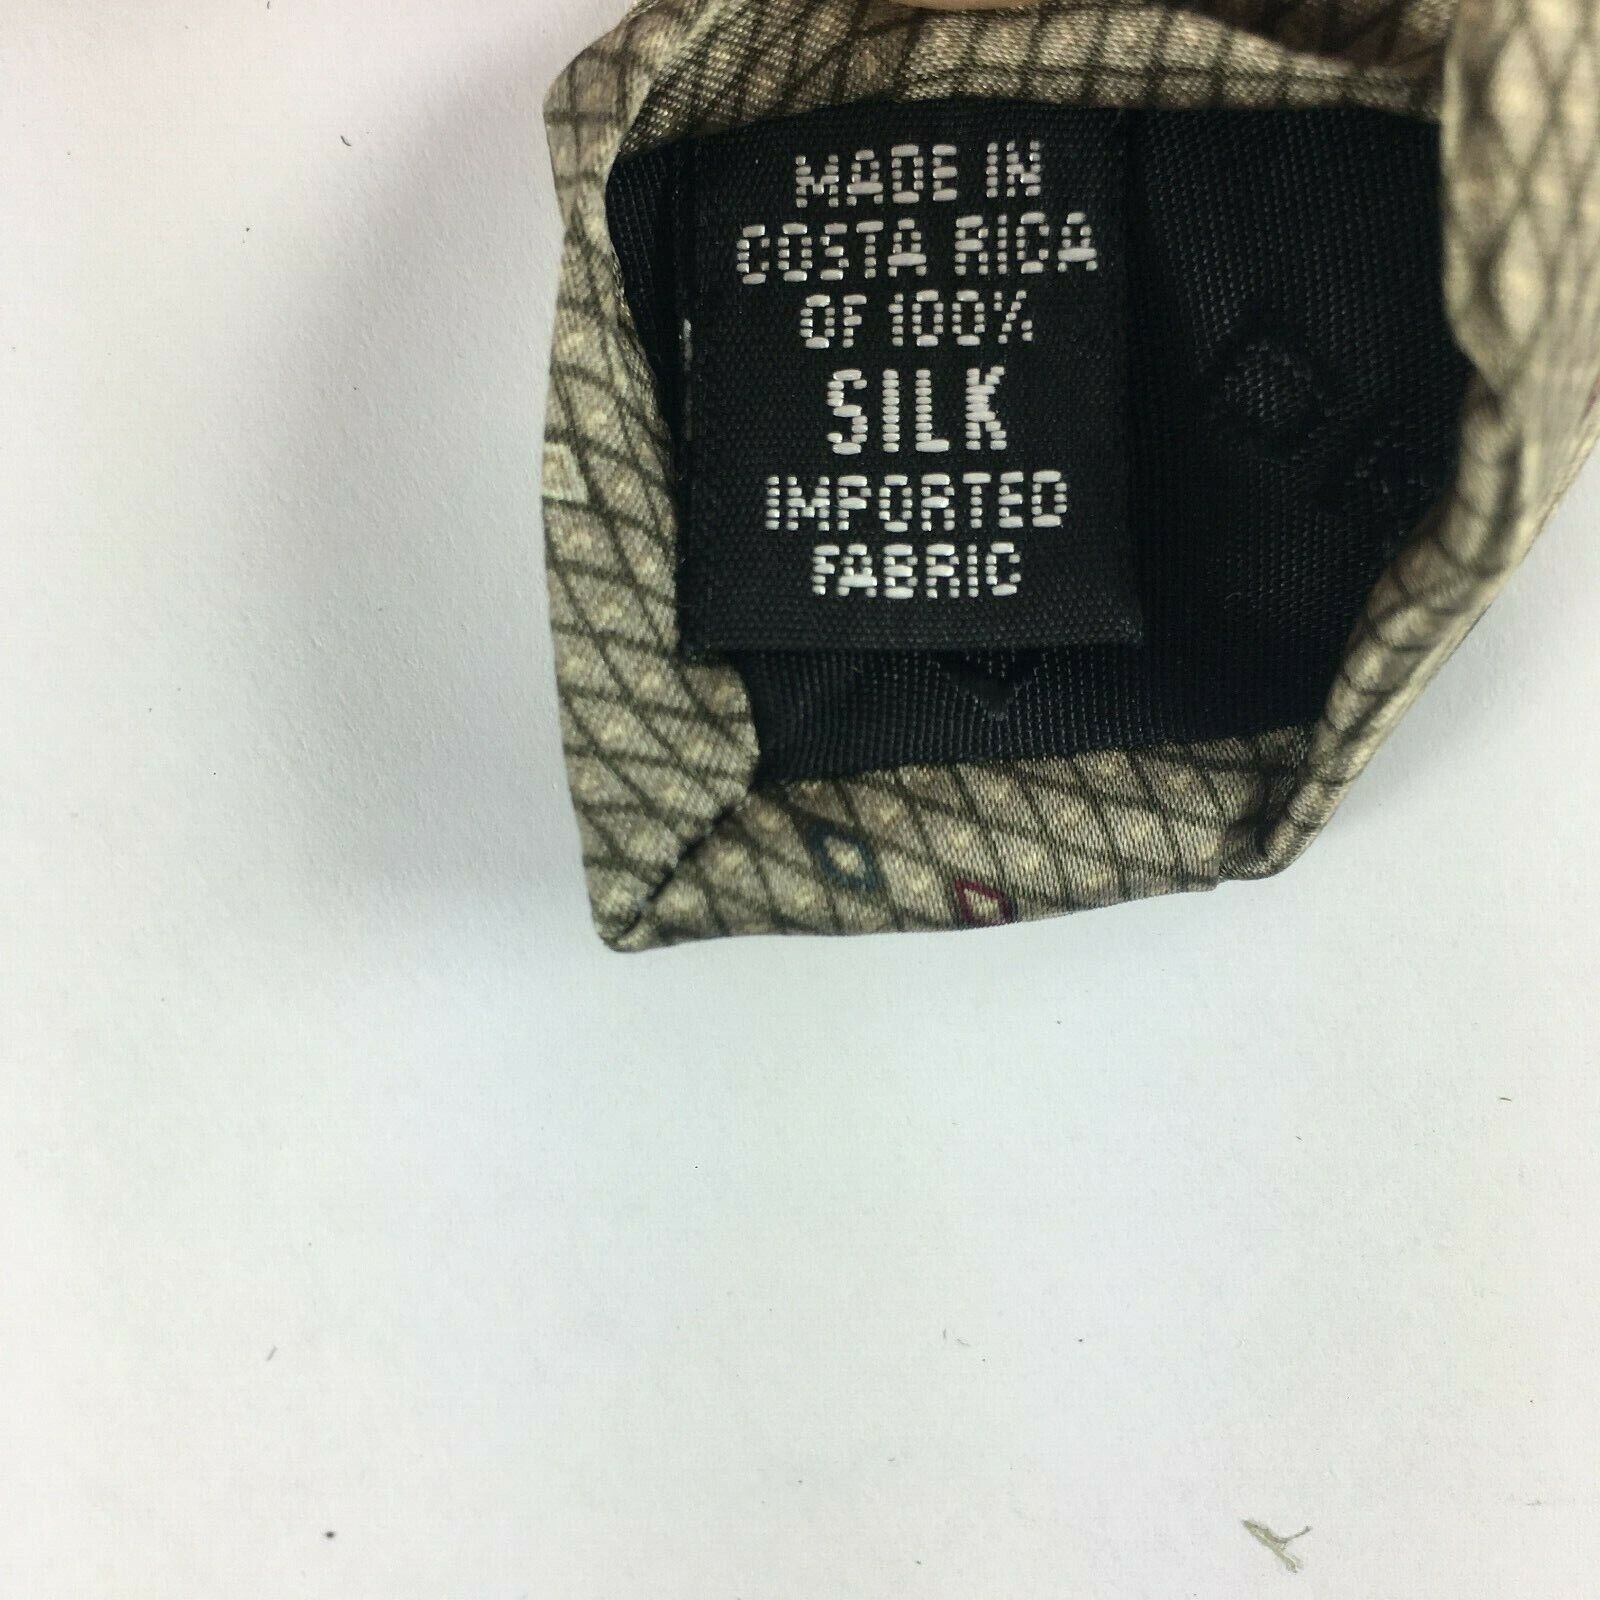 MADE IN
COSTA RICA
OF 100%
SILK
IMPORTED
FABRIC